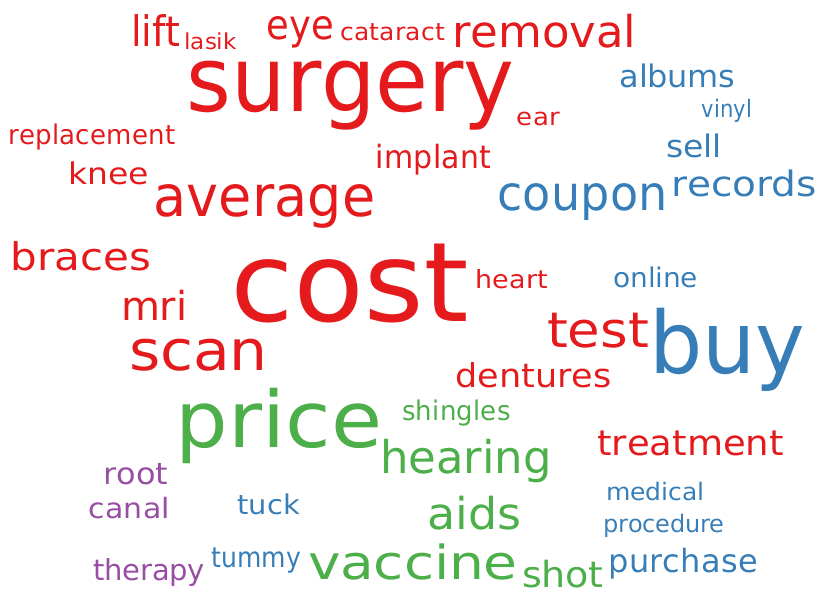 lift lasik eye cataract removal
surgery albums
ear vinyl
replacement implant sell
knee average coupon records
braces cost heart online
mri test buy
scan dentures
price shingles
hearing treatment
root medical
canal tuck aids procedure
therapy tummy vaccine shot purchase